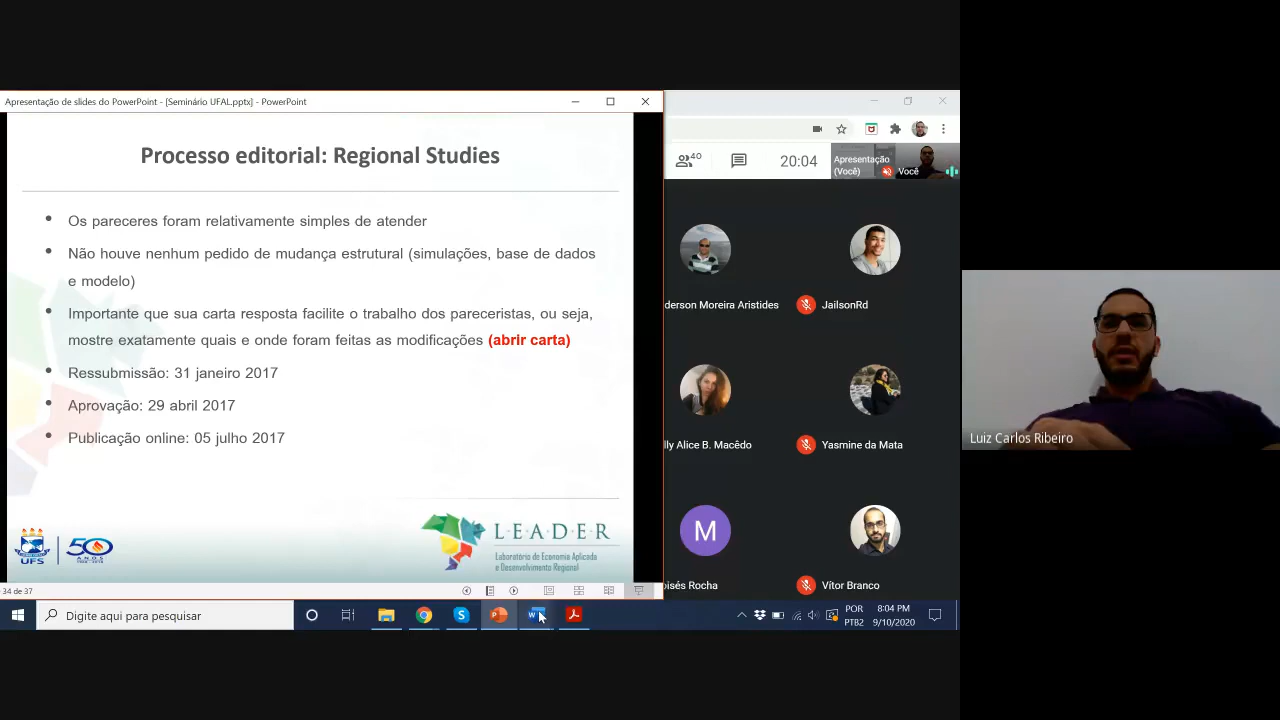 Apresentação de slides do PowerPoint - [Seminário UFAL.pptx] - PowerPoint
Processo editorial: Regional Studies
• Os pareceres foram relativamente simples de atender
• Não houve nenhum pedido de mudança estrutural (simulações, base de dados
e modelo)
• Importante que sua carta resposta facilite o trabalho dos pareceristas, ou seja,
mostre exatamente quais e onde foram feitas as modificações (abrir carta)
• Ressubmissão: 31 janeiro 2017
• Aprovação: 29 abril 2017
• Publicação online: 05 julho 2017
UFS
50
ANOS
LEADER
Laboratório de Economia Aplicada
e Desenvolvimento Regional
34 de 37
40
20:04
Apresentação
(Você)
Você
derson Moreira Aristides
JailsonRd
lly Alice B. Macêdo
Yasmine da Mata
M
oisés Rocha
Vítor Branco
Luiz Carlos Ribeiro
Digite aqui para pesquisar
POR
PTB2
8:04 PM
9/10/2020